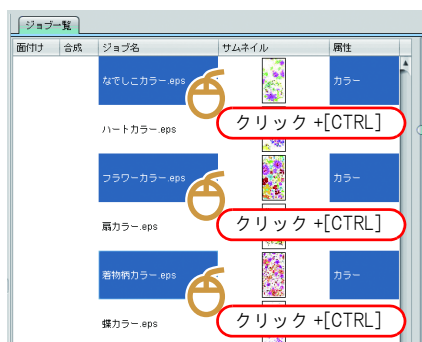 ジョブ一覧
面付け 合成 ジョブ名 サムネイル 属性
なでしこカラー.eps カラー
クリック+[CTRL]
ハートカラー.eps
フラワーカラー.eps カラー
クリック+[CTRL]
扇カラー.eps
着物柄カラー.eps カラー
クリック+[CTRL]
蝶カラー.eps